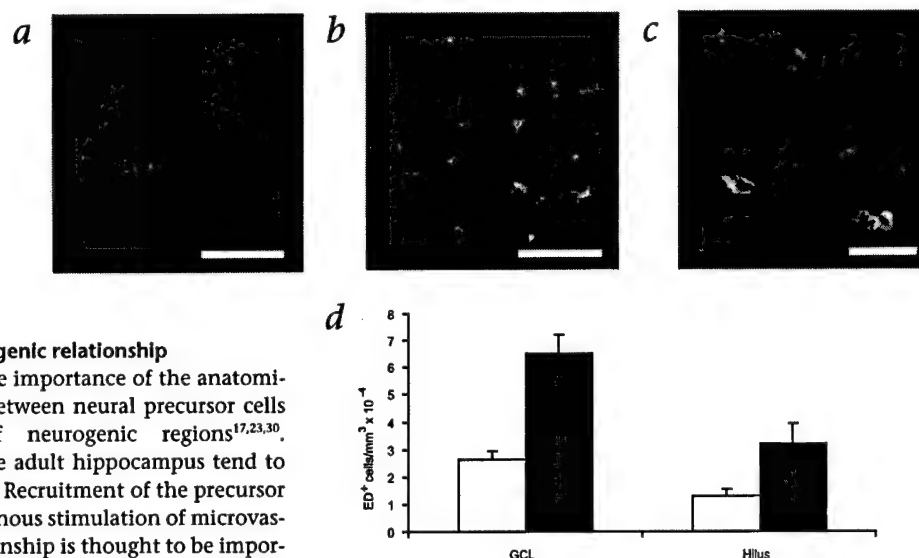 a
b
c
genic relationship
e importance of the anatomi-
etween neural precursor cells
f neurogenic regions17,23,30.
e adult hippocampus tend to
Recruitment of the precursor
nous stimulation of microvas-
nship is thought to be impor-
d
ED+ cells/mm3 x 10-4
8
7
6
5
4
3
2
1
0
GCL
Hilus